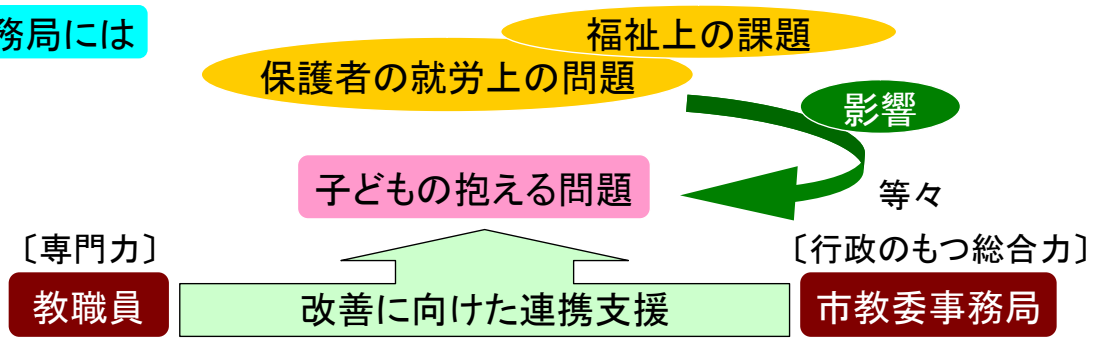 務局には
福祉上の課題
保護者の就労上の問題
影響
子どもの抱える問題
等々
〔専門力〕
〔行政のもつ総合力〕
教職員
改善に向けた連携支援
市教委事務局